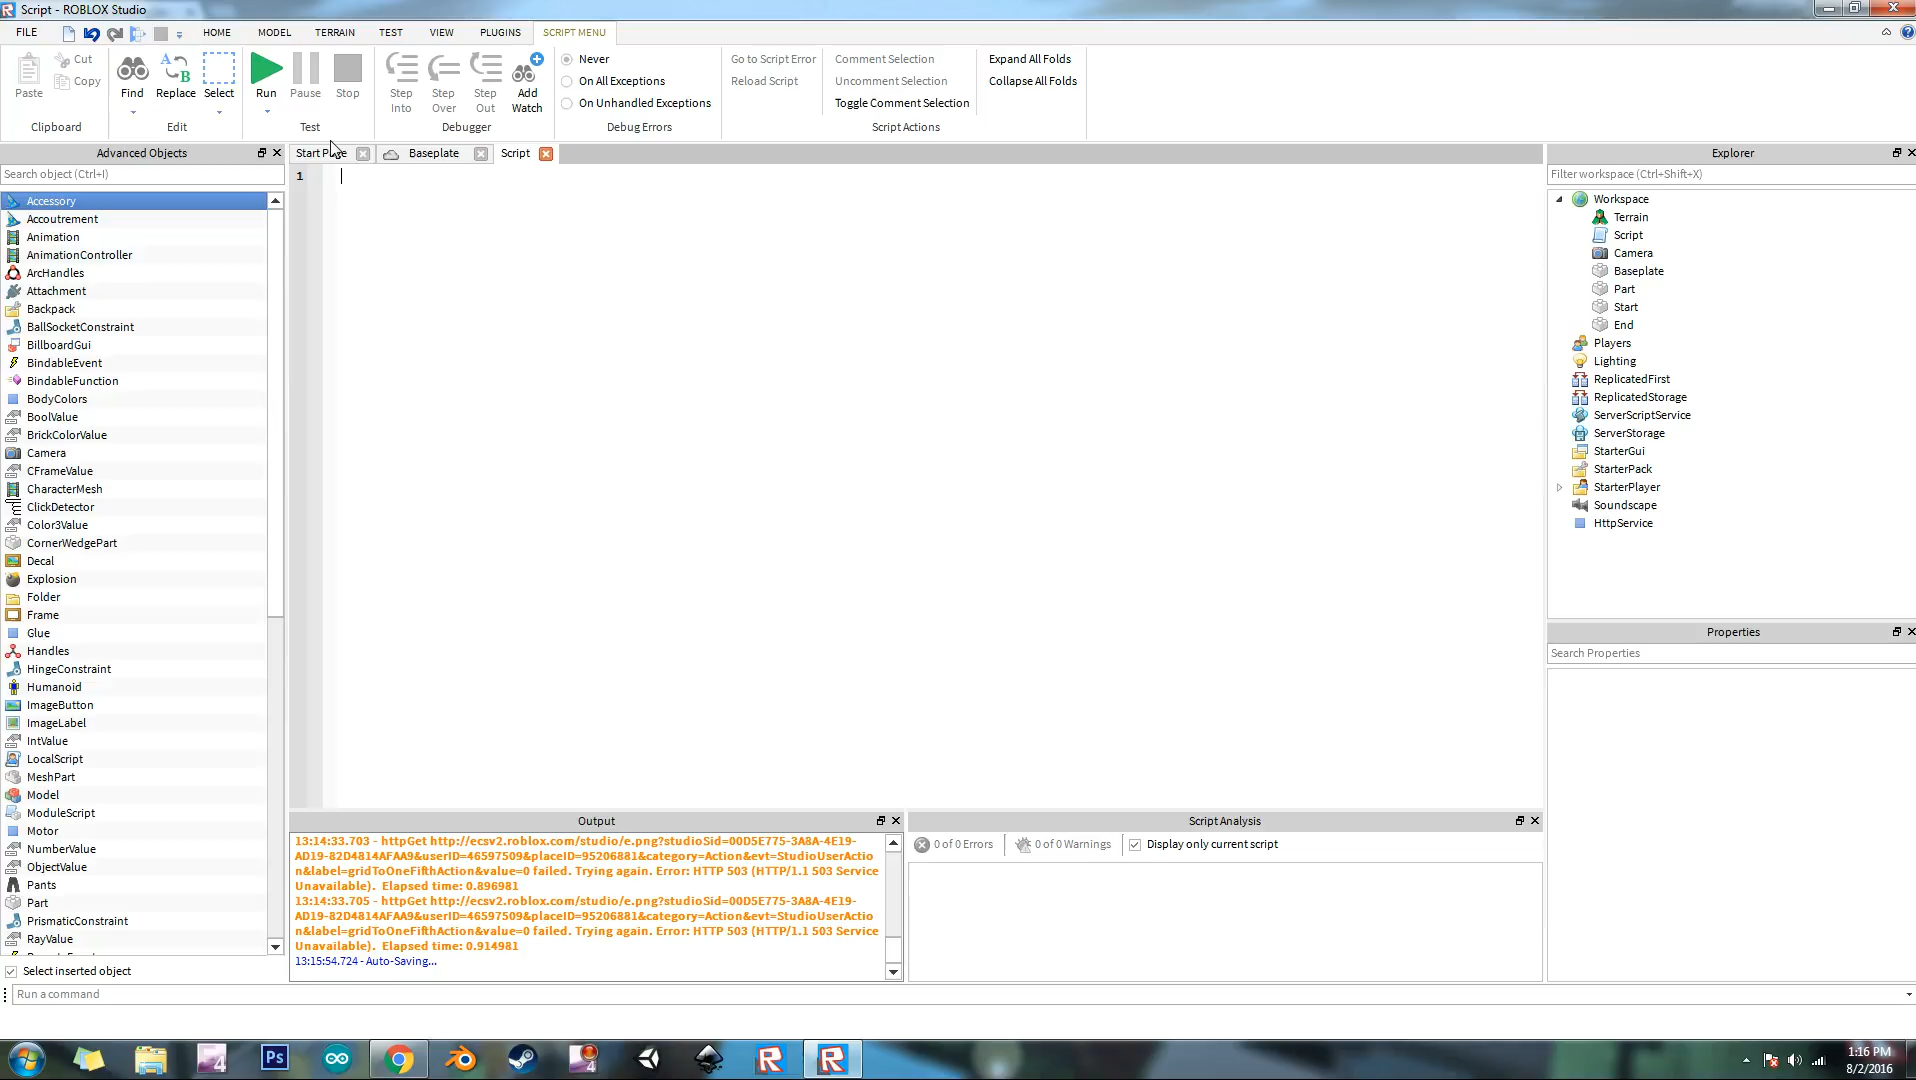 Script - ROBLOX Studio
FILE HOME MODEL TERRAIN TEST VIEW PLUGINS SCRIPT MENU
Paste Cut Copy
Clipboard
Find Replace Select
Edit
Run Pause Stop
Test
Step Into Step Over Step Out Add Watch
Debugger
Never
On All Exceptions
On Unhandled Exceptions
Debug Errors
Go to Script Error
Reload Script
Comment Selection
Uncomment Selection
Toggle Comment Selection
Expand All Folds
Collapse All Folds
Script Actions
Advanced Objects
Search object (Ctrl+I)
Accessory
Accoutrement
Animation
AnimationController
ArcHandles
Attachment
Backpack
BallSocketConstraint
BillboardGui
BindableEvent
BindableFunction
BodyColors
BoolValue
BrickColorValue
Camera
CFrameValue
CharacterMesh
ClickDetector
Color3Value
CornerWedgePart
Decal
Explosion
Folder
Frame
Glue
Handles
HingeConstraint
Humanoid
ImageButton
ImageLabel
IntValue
LocalScript
MeshPart
Model
ModuleScript
Motor
NumberValue
ObjectValue
Pants
Part
PrismaticConstraint
RayValue
Select inserted object
Run a command
Start Baseplate Script
1
Output
13:14:33.703 - httpGet http://ecsv2.roblox.com/studio/e.png?studioSid=00D5E775-3A8A-4E19-
AD19-82D4814AFAA9&userID=46597509&placeID=95206881&category=Action&evt=StudioUserActio
n&label=gridToOneFifthAction&value=0 failed. Trying again. Error: HTTP 503 (HTTP/1.1 503 Service
Unavailable). Elapsed time: 0.896981
13:14:33.705 - httpGet http://ecsv2.roblox.com/studio/e.png?studioSid=00D5E775-3A8A-4E19-
AD19-82D4814AFAA9&userID=46597509&placeID=95206881&category=Action&evt=StudioUserActio
n&label=gridToOneFifthAction&value=0 failed. Trying again. Error: HTTP 503 (HTTP/1.1 503 Service
Unavailable). Elapsed time: 0.914981
13:15:54.724 - Auto-Saving...
Script Analysis
0 of 0 Errors 0 of 0 Warnings Display only current script
Explorer
Filter workspace (Ctrl+Shift+X)
Workspace
Terrain
Script
Camera
Baseplate
Part
Start
End
Players
Lighting
ReplicatedFirst
ReplicatedStorage
ServerScriptService
ServerStorage
StarterGui
StarterPack
StarterPlayer
Soundscape
HttpService
Properties
Search Properties
1:16 PM
8/2/2016